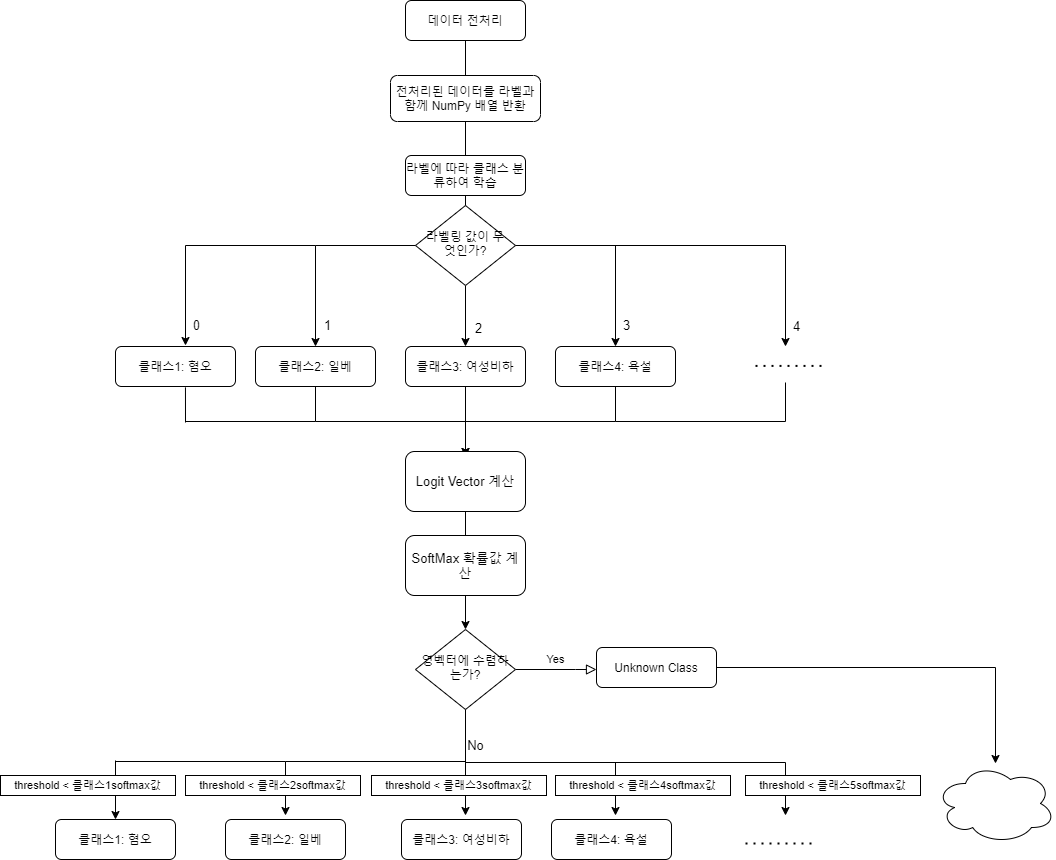 데이터 전처리
전처리된 데이터를 라벨과
함께 NumPy 배열 반환
라벨에 따라 클래스 분
류하여 학습
라벨링 값이 무
엇인가?
0
1
2
3
4
클래스1: 혐오
클래스2: 일베
클래스3: 여성비하
클래스4: 욕설
·········
Logit Vector 계산
SoftMax 확률값 계
산
영벡터에 수렴하
는가?
Yes
Unknown Class
No
threshold < 클래스1softmax값
threshold < 클래스2softmax값
threshold < 클래스3softmax값
threshold < 클래스4softmax값
threshold < 클래스5softmax값
클래스1: 혐오
클래스2: 일베
클래스3: 여성비하
클래스4: 욕설
·········